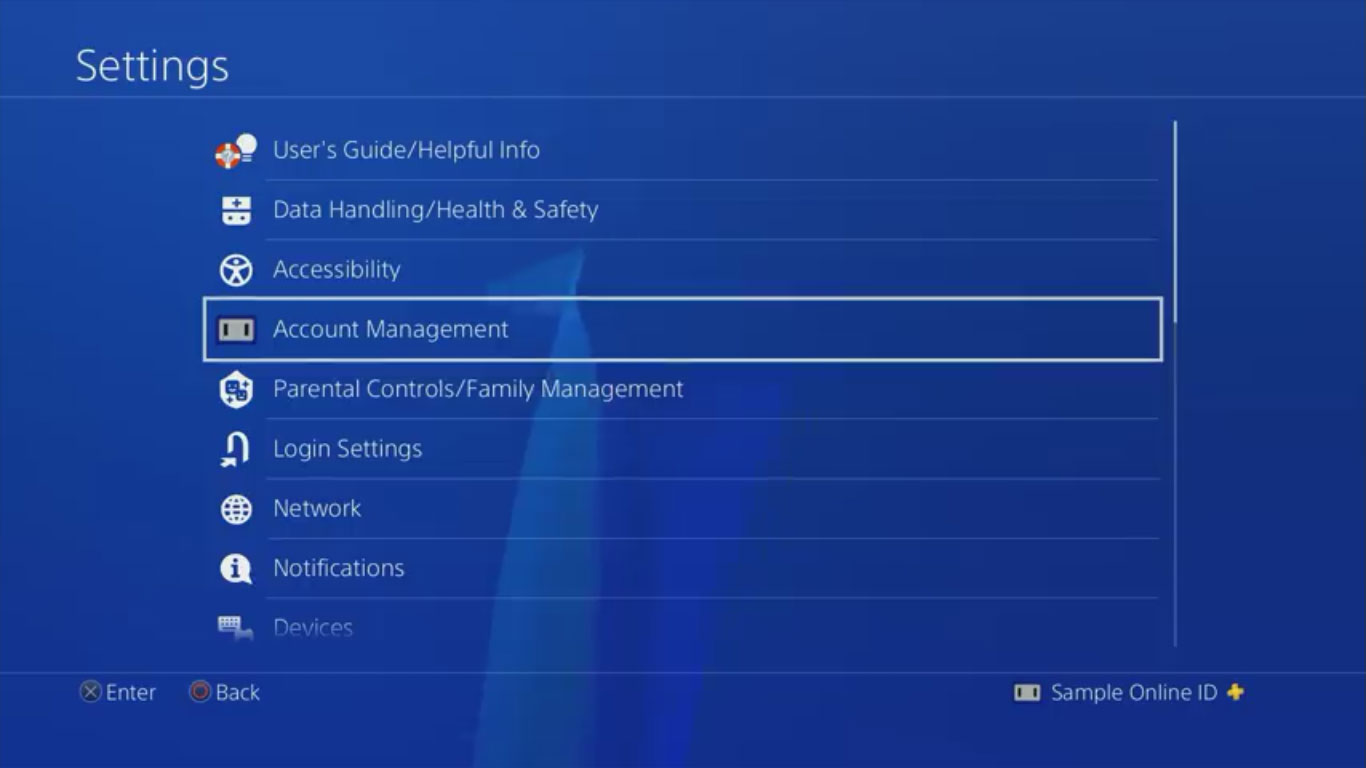 Settings
User's Guide/Helpful Info
Data Handling/Health & Safety
Accessibility
Account Management
Parental Controls/Family Management
Login Settings
Network
Notifications
Devices
Enter Back Sample Online ID